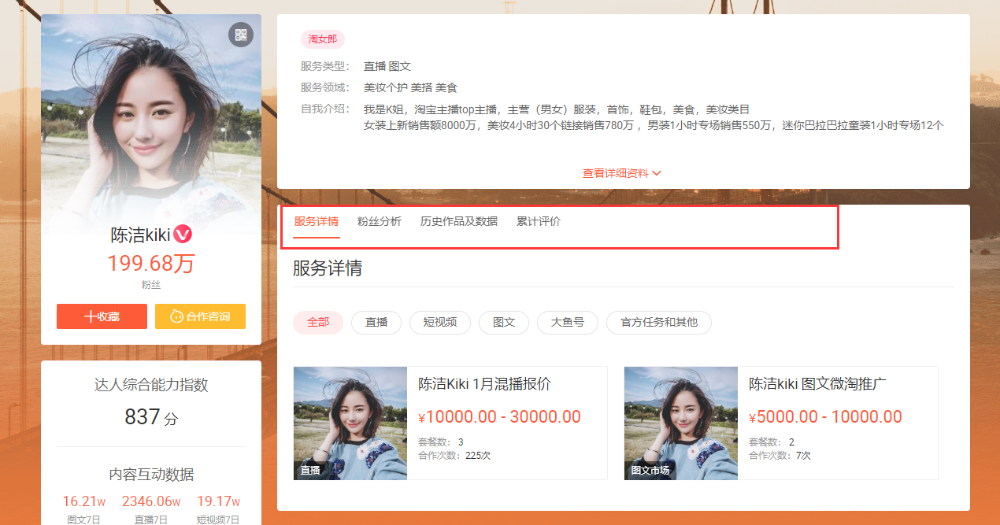 陈洁kiki
199.68万
粉丝
收藏
合作咨询
达人综合能力指数
837 分
内容互动数据
16.21w 2346.06w 19.17w
图文7日 直播7日 短视频7日
淘女郎
服务类型： 直播 图文
服务领域： 美妆个护 美搭 美食
自我介绍： 我是K姐，淘宝主播top主播，主营（男女）服装，首饰，鞋包，美食，美妆类目
女装上新销售额8000万，美妆4小时30个链接销售780万 ，男装1小时专场销售550万，迷你巴拉巴拉童装1小时专场12个
查看详细资料
服务详情 粉丝分析 历史作品及数据 累计评价
服务详情
全部 直播 短视频 图文 大鱼号 官方任务和其他
陈洁Kiki 1月混播报价
¥10000.00 - 30000.00
套餐数： 3
合作次数：225次
直播
陈洁kiki 图文微淘推广
¥5000.00 - 10000.00
套餐数： 2
合作次数：7次
图文市场